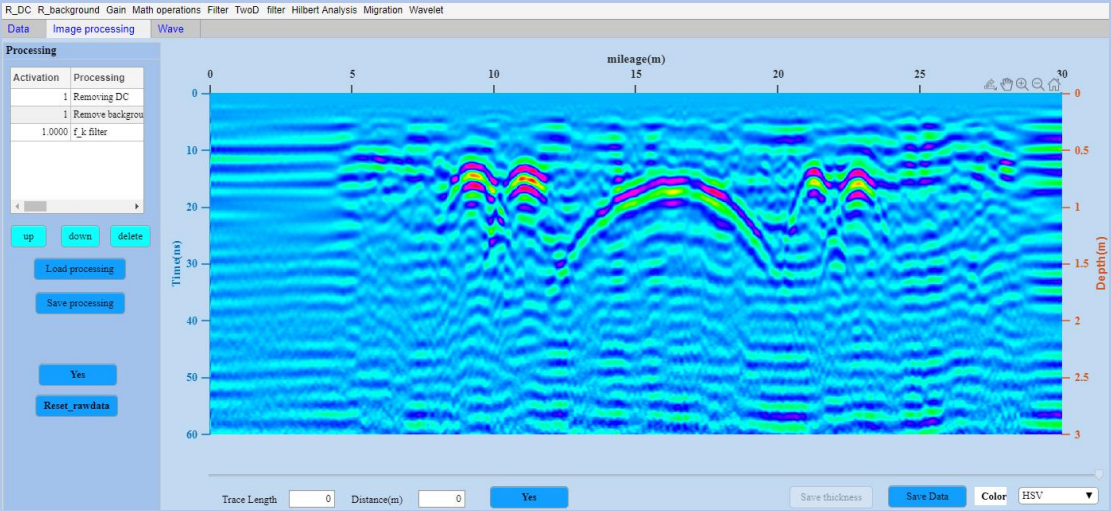 R_DC R_background Gain Math operations Filter TwoD filter Hilbert Analysis Migration Wavelet
Data Image processing Wave
Processing
Activation Processing
1 Removing DC
1 Remove backgrou
1.0000 f_k filter
up down delete
Load processing
Save processing
Yes
Reset_rawdata
mileage(m)
0 5 10 15 20 25 30
0 0
10 0.5
20 1
30 1.5
40 2
50 2.5
60 3
Time(ns)
Depth(m)
Trace Length 0 Distance(m) 0 Yes Save thickness Save Data Color HSV